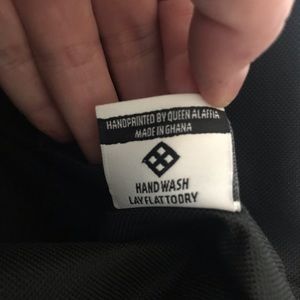 HANDPRINTED BY QUEEN ALAFFIA
MADE IN GHANA
HAND WASH
LAY FLAT TO DRY